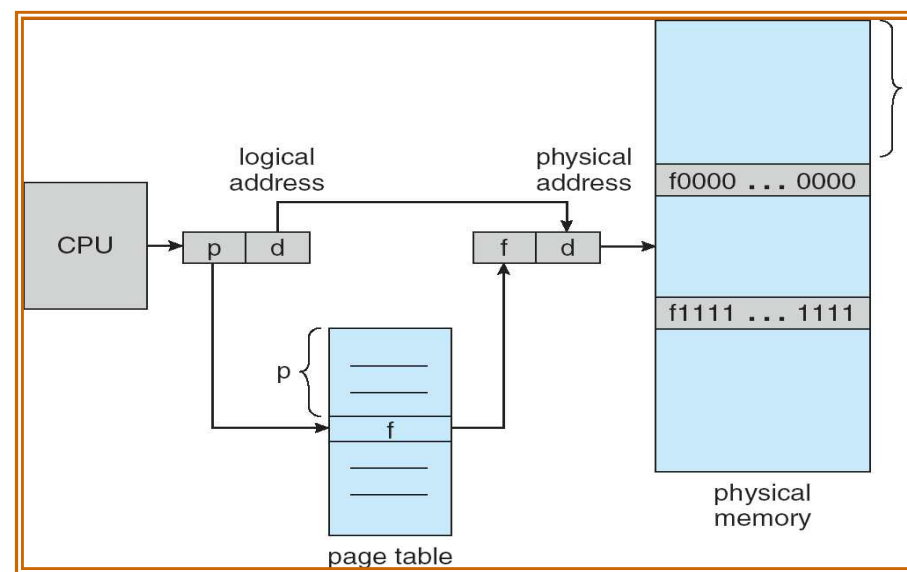 logical
address
physical
address
f0000 ... 0000
CPU
p
d
f
d
f1111 ... 1111
p
f
physical
memory
page table